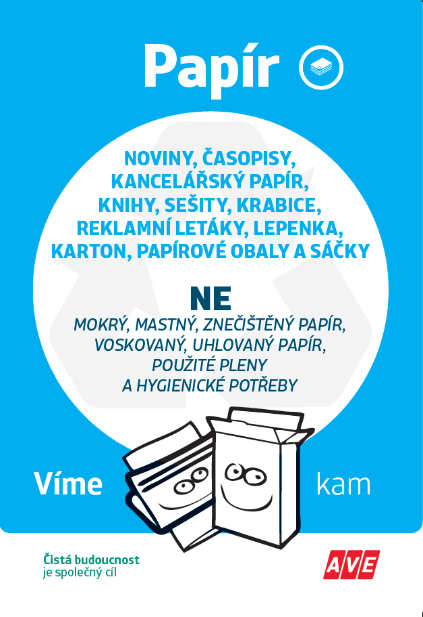 Papír
NOVINY, ČASOPISY,
KANCELÁŘSKÝ PAPÍR,
KNIHY, SEŠITY, KRABICE,
REKLAMNÍ LETÁKY, LEPENKA,
KARTON, PAPÍROVÉ OBALY A SÁČKY
NE
MOKRÝ, MASTNÝ, ZNEČIŠTĚNÝ PAPÍR,
VOSKOVANÝ, UHLOVANÝ PAPÍR,
POUŽITÉ PLENY
A HYGIENICKÉ POTŘEBY
Víme kam
Čistá budoucnost
je společný cíl
AVE